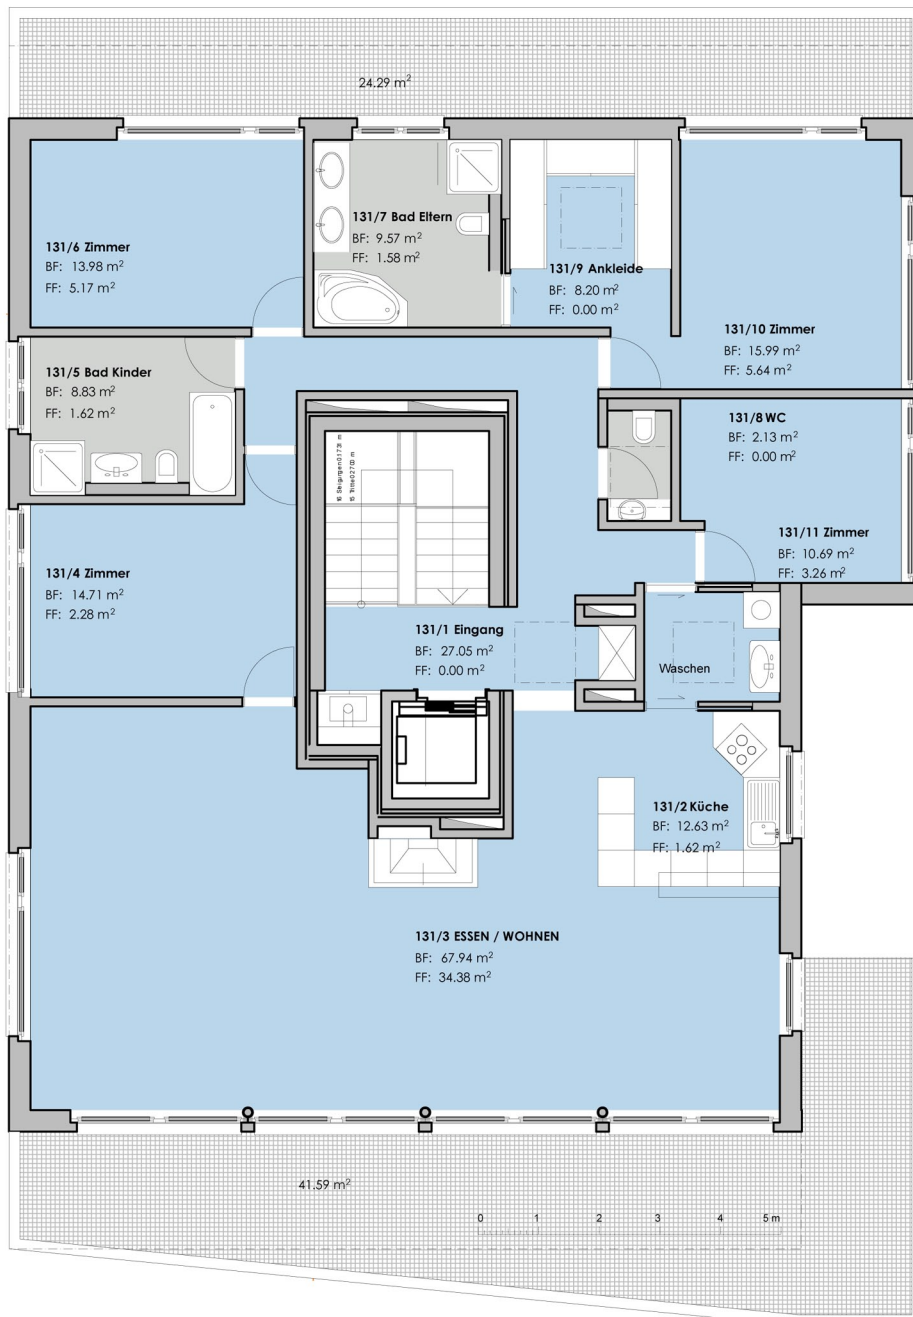 24.29 m²
131/6 Zimmer
BF: 13.98 m²
FF: 5.17 m²
131/7 Bad Eltern
BF: 9.57 m²
FF: 1.58 m²
131/9 Ankleide
BF: 8.20 m²
FF: 0.00 m²
131/10 Zimmer
BF: 15.99 m²
FF: 5.64 m²
131/5 Bad Kinder
BF: 8.83 m²
FF: 1.62 m²
131/8 WC
BF: 2.13 m²
FF: 0.00 m²
131/11 Zimmer
BF: 10.69 m²
FF: 3.26 m²
131/4 Zimmer
BF: 14.71 m²
FF: 2.28 m²
131/1 Eingang
BF: 27.05 m²
FF: 0.00 m²
Waschen
131/2 Küche
BF: 12.63 m²
FF: 1.62 m²
131/3 ESSEN / WOHNEN
BF: 67.94 m²
FF: 34.38 m²
41.59 m²
0 1 2 3 4 5 m